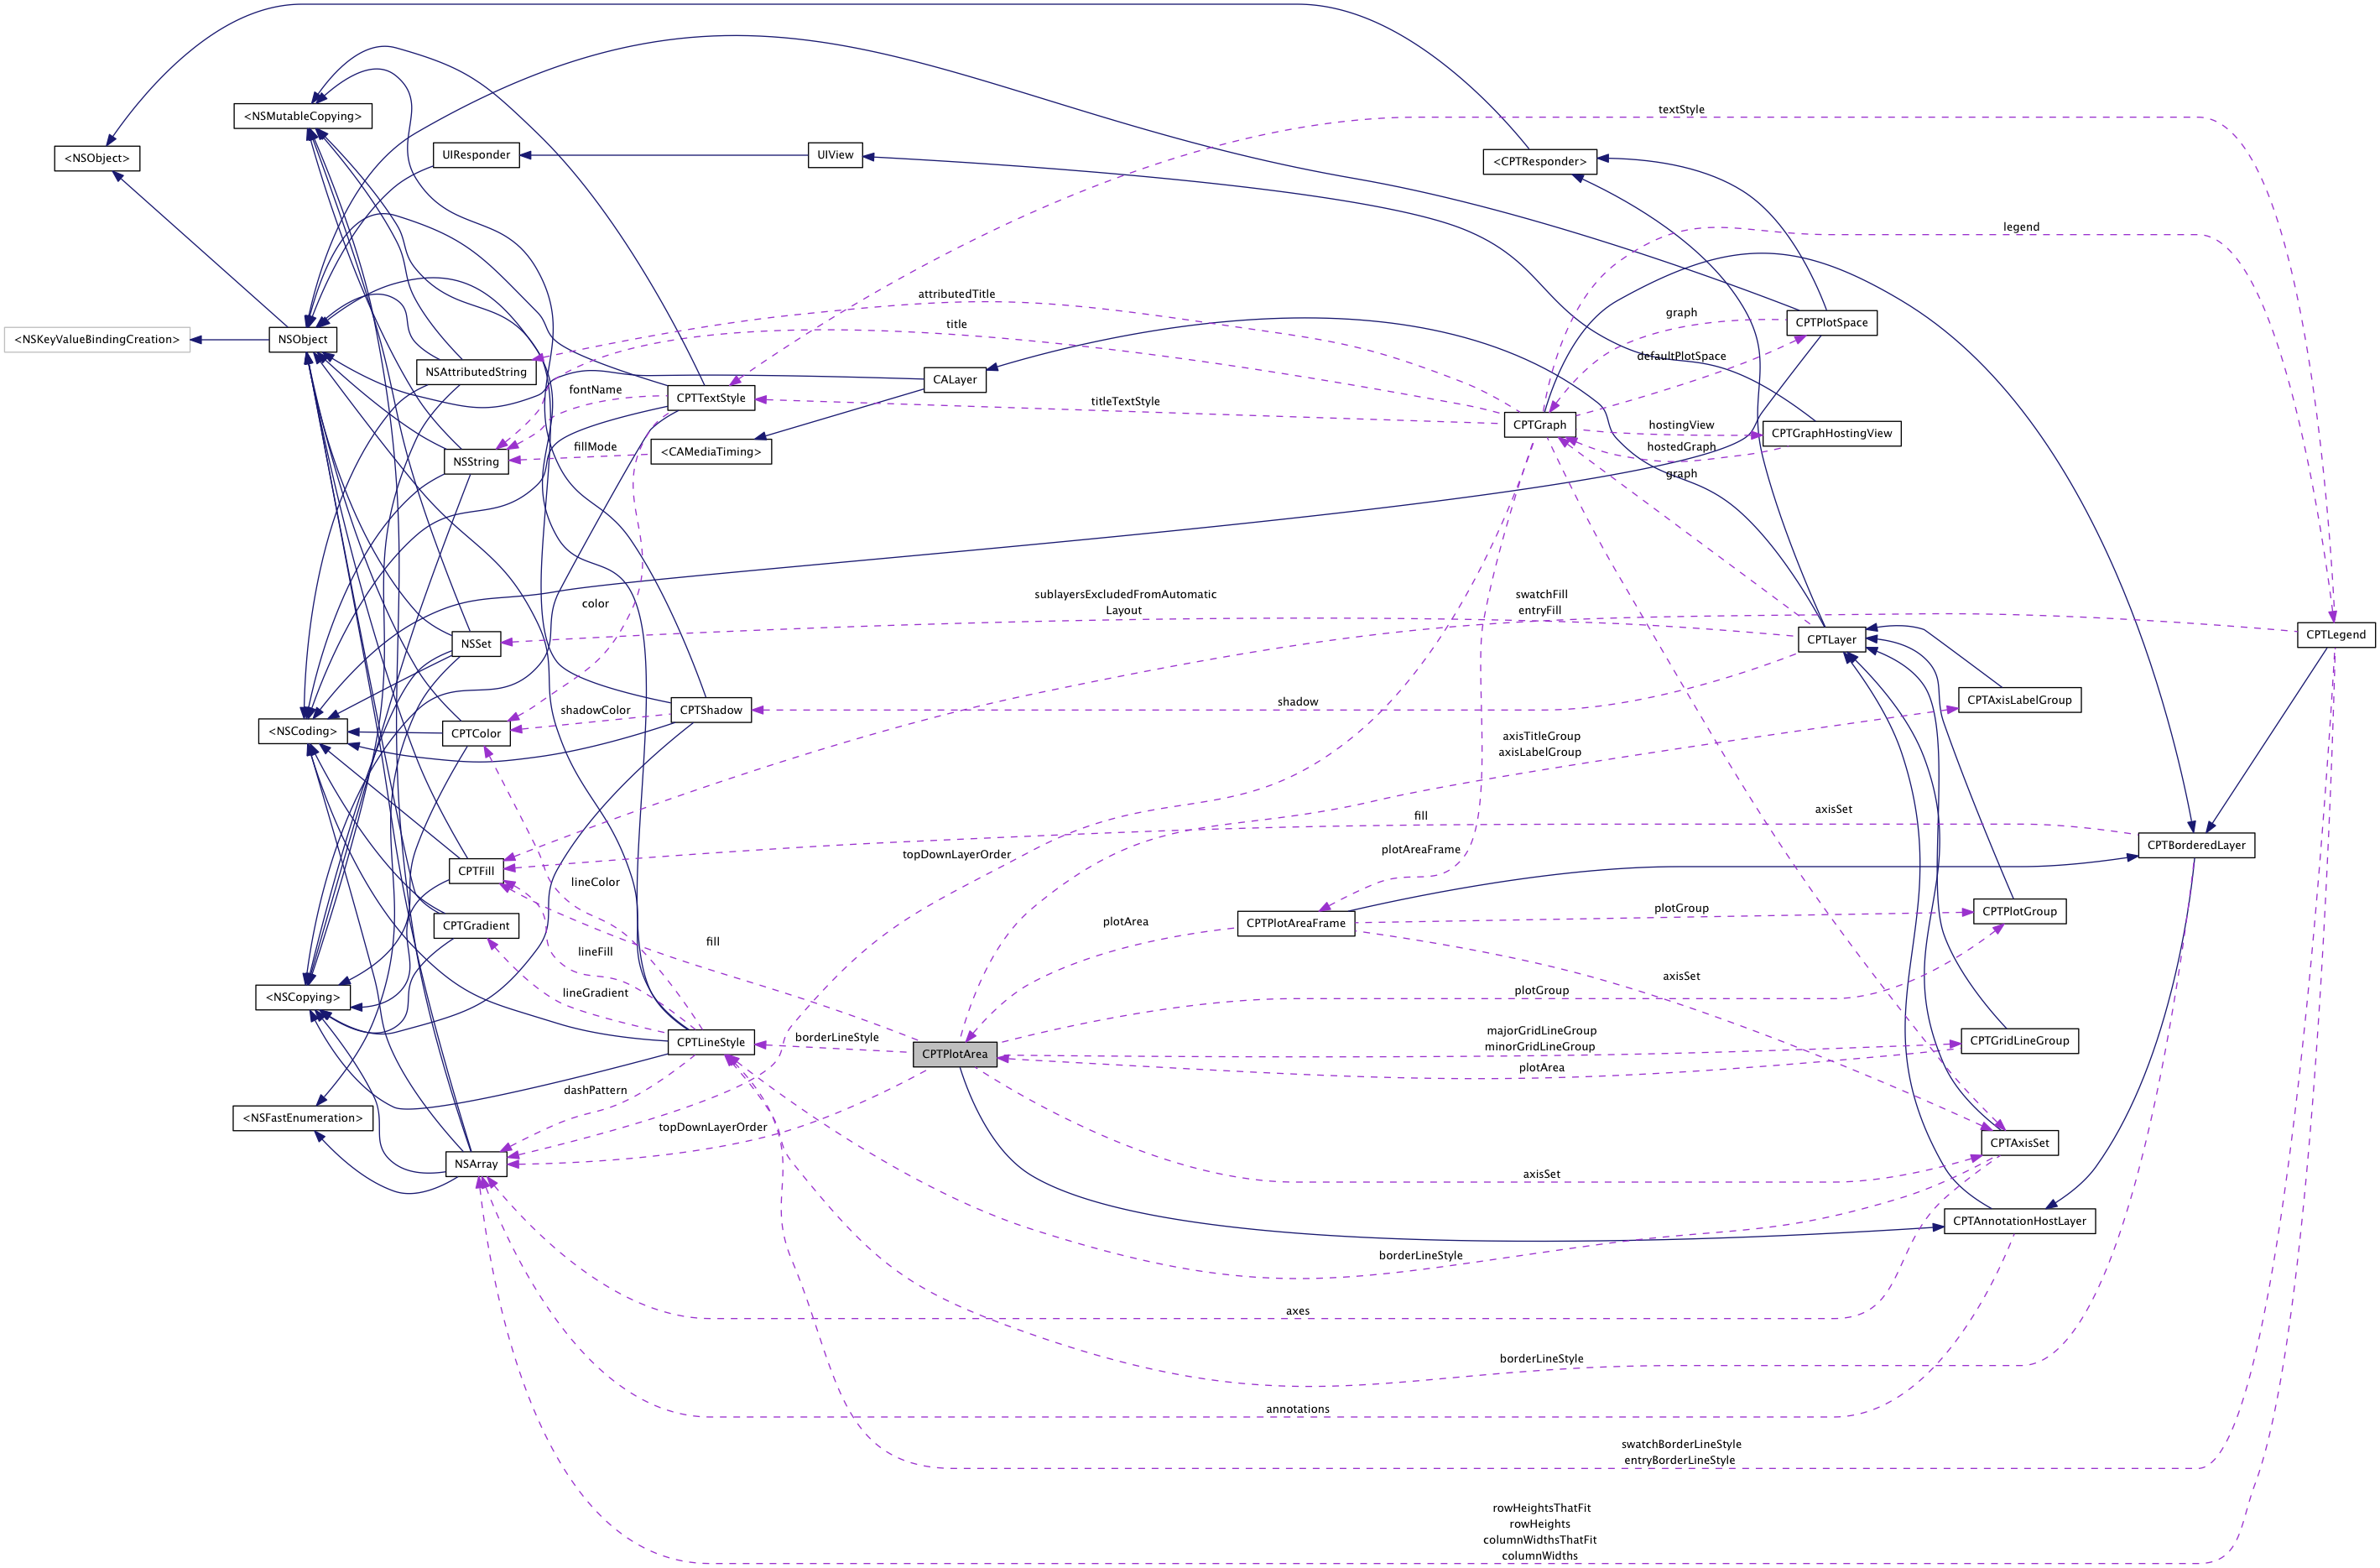 textStyle
<NSMutableCopying>
<NSObject>
UIResponder
UIView
<CPTResponder>
legend
attributedTitle
graph
CPTPlotSpace
title
<NSKeyValueBindingCreation>
NSObject
defaultPlotSpace
NSAttributedString
CALayer
fontName
CPTTextStyle
titleTextStyle
CPTGraph
hostingView
CPTGraphHostingView
fillMode
<CAMediaTiming>
hostedGraph
NSString
graph
color
sublayersExcludedFromAutomatic
Layout
swatchFill
entryFill
NSSet
CPTLayer
CPTLegend
CPTAxisLabelGroup
shadowColor
CPTShadow
shadow
<NSCoding>
CPTColor
axisTitleGroup
axisLabelGroup
axisSet
fill
CPTBorderedLayer
topDownLayerOrder
plotAreaFrame
CPTFill
lineColor
plotArea
CPTPlotAreaFrame
plotGroup
CPTPlotGroup
CPTGradient
fill
lineFill
axisSet
<NSCopying>
lineGradient
plotGroup
CPTLineStyle
borderLineStyle
CPTPlotArea
majorGridLineGroup
minorGridLineGroup
CPTGridLineGroup
plotArea
dashPattern
<NSFastEnumeration>
topDownLayerOrder
CPTAxisSet
NSArray
axisSet
CPTAnnotationHostLayer
borderLineStyle
axes
borderLineStyle
annotations
swatchBorderLineStyle
entryBorderLineStyle
rowHeightsThatFit
rowHeights
columnWidthsThatFit
columnWidths